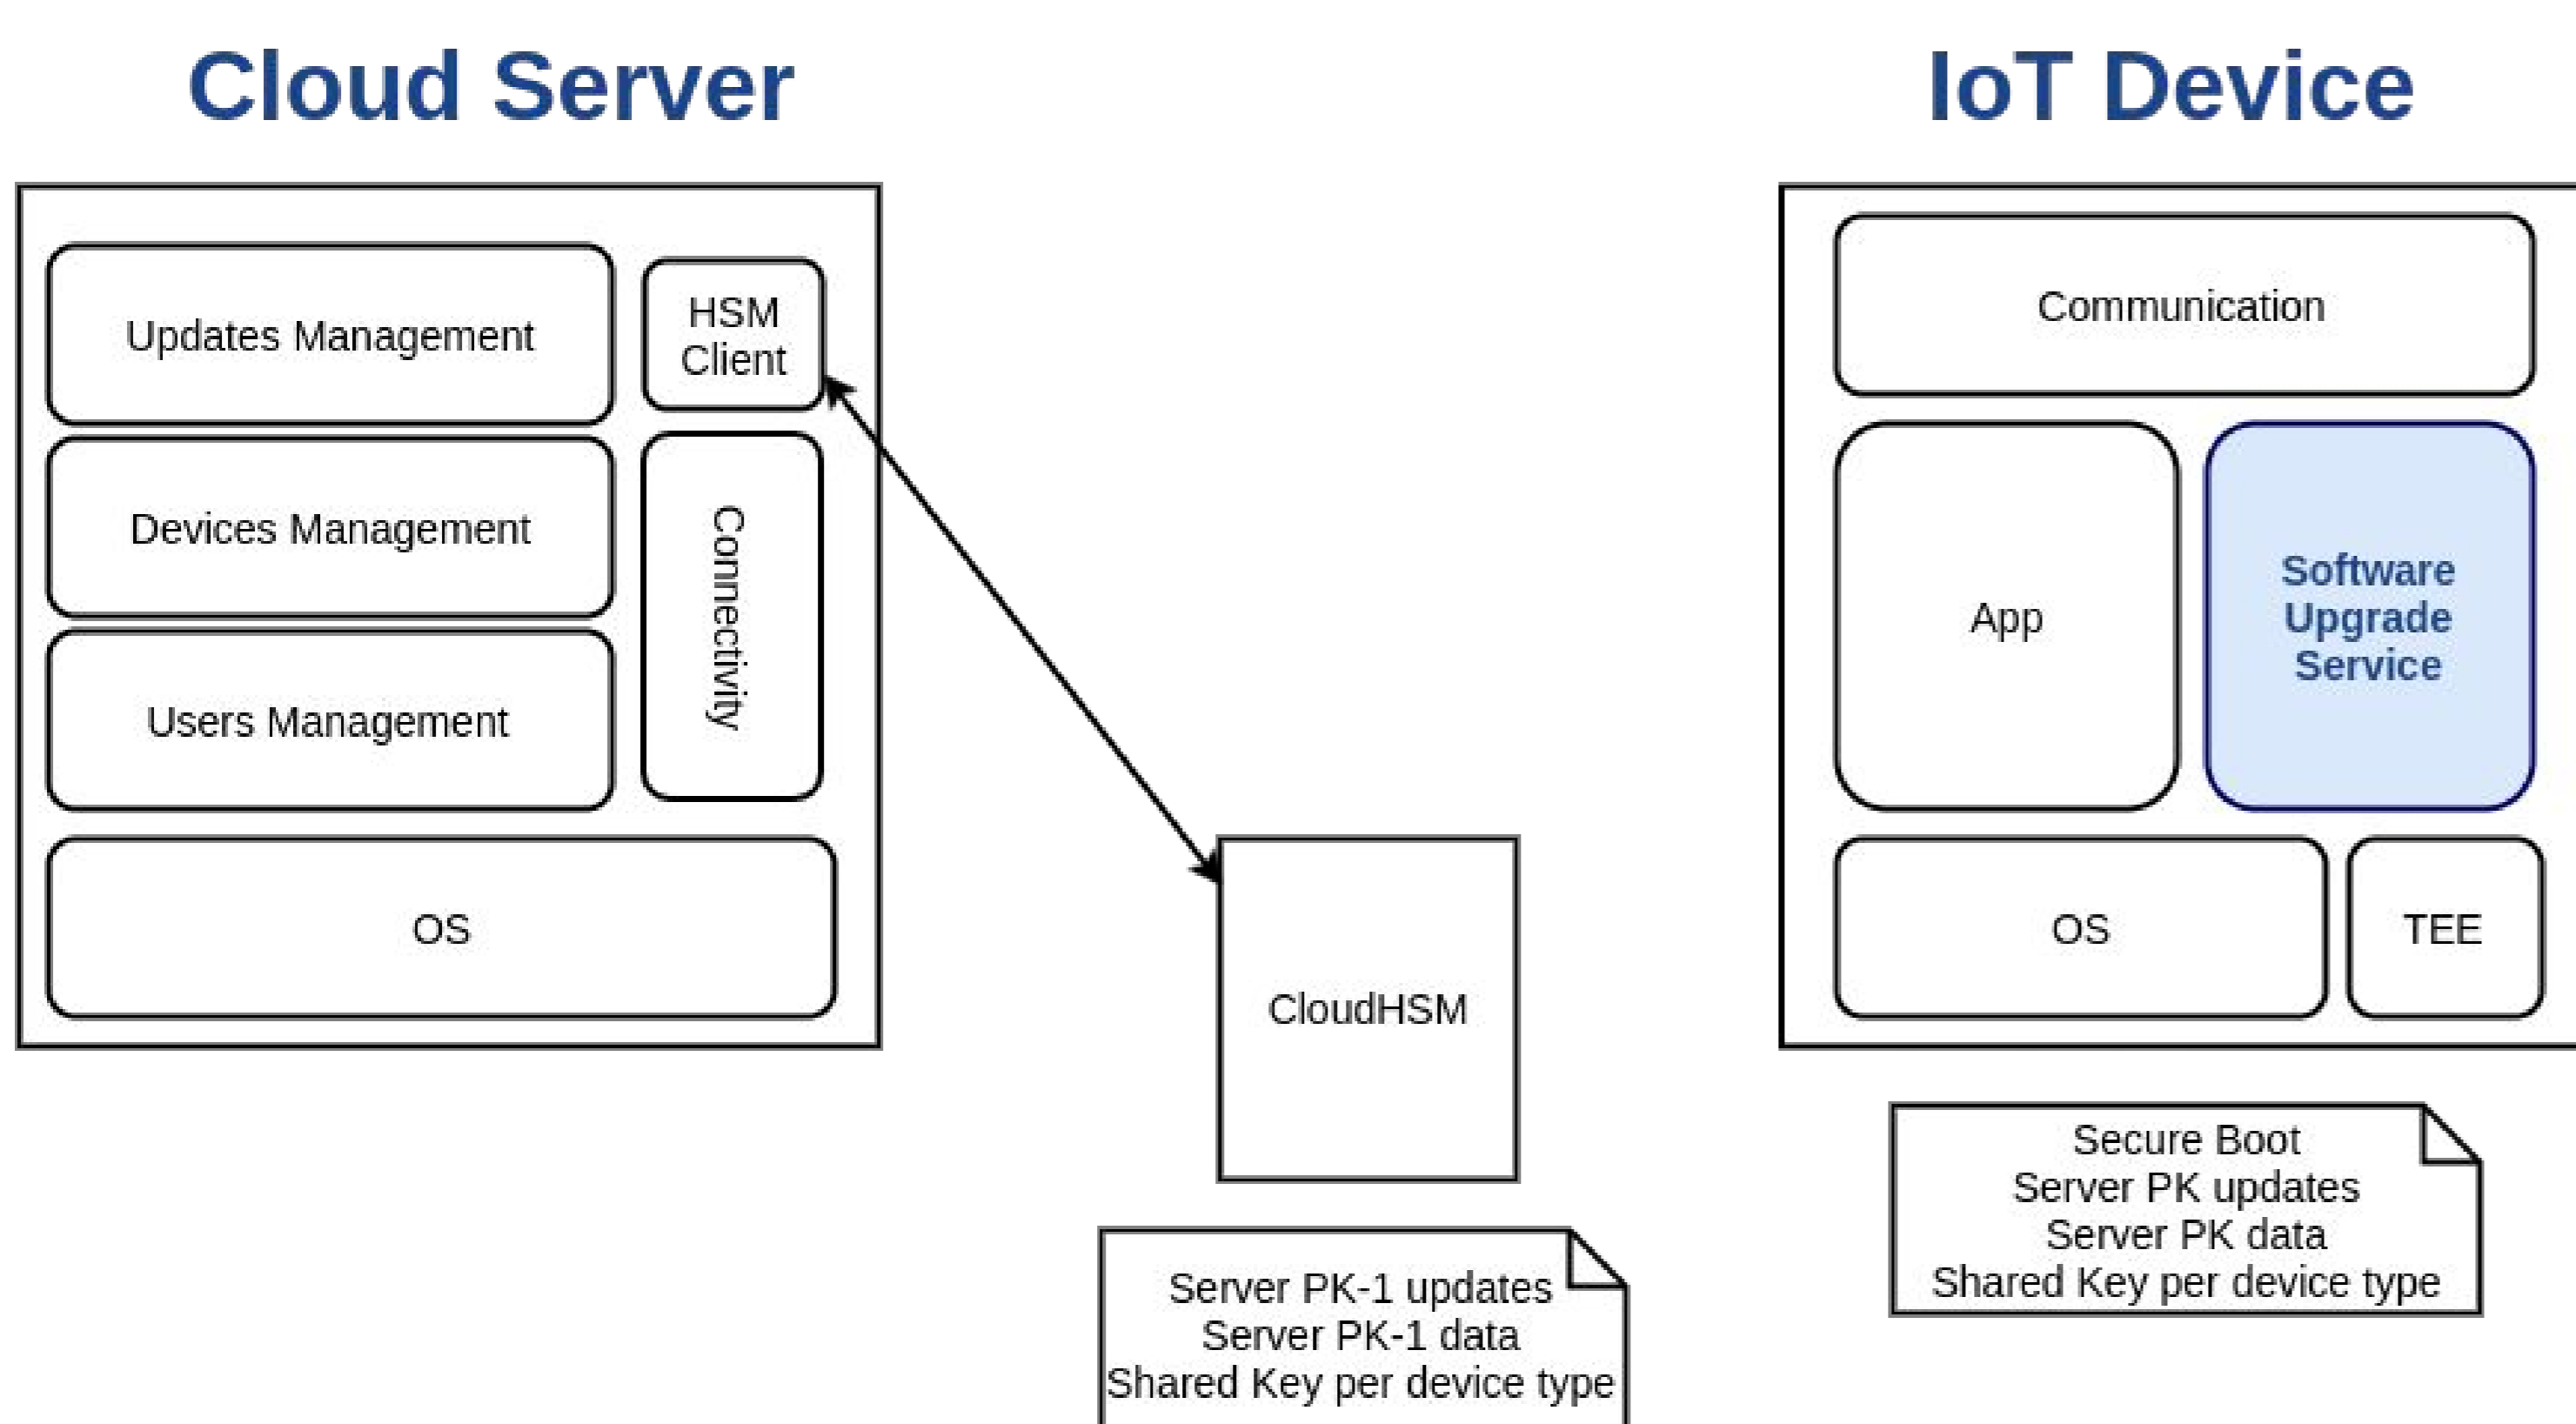 Cloud Server
IoT Device
Updates Management
HSM
Client
Devices Management
Connectivity
Users Management
OS
CloudHSM
Communication
App
Software
Upgrade
Service
OS
TEE
Server PK-1 updates
Server PK-1 data
Shared Key per device type
Secure Boot
Server PK updates
Server PK data
Shared Key per device type